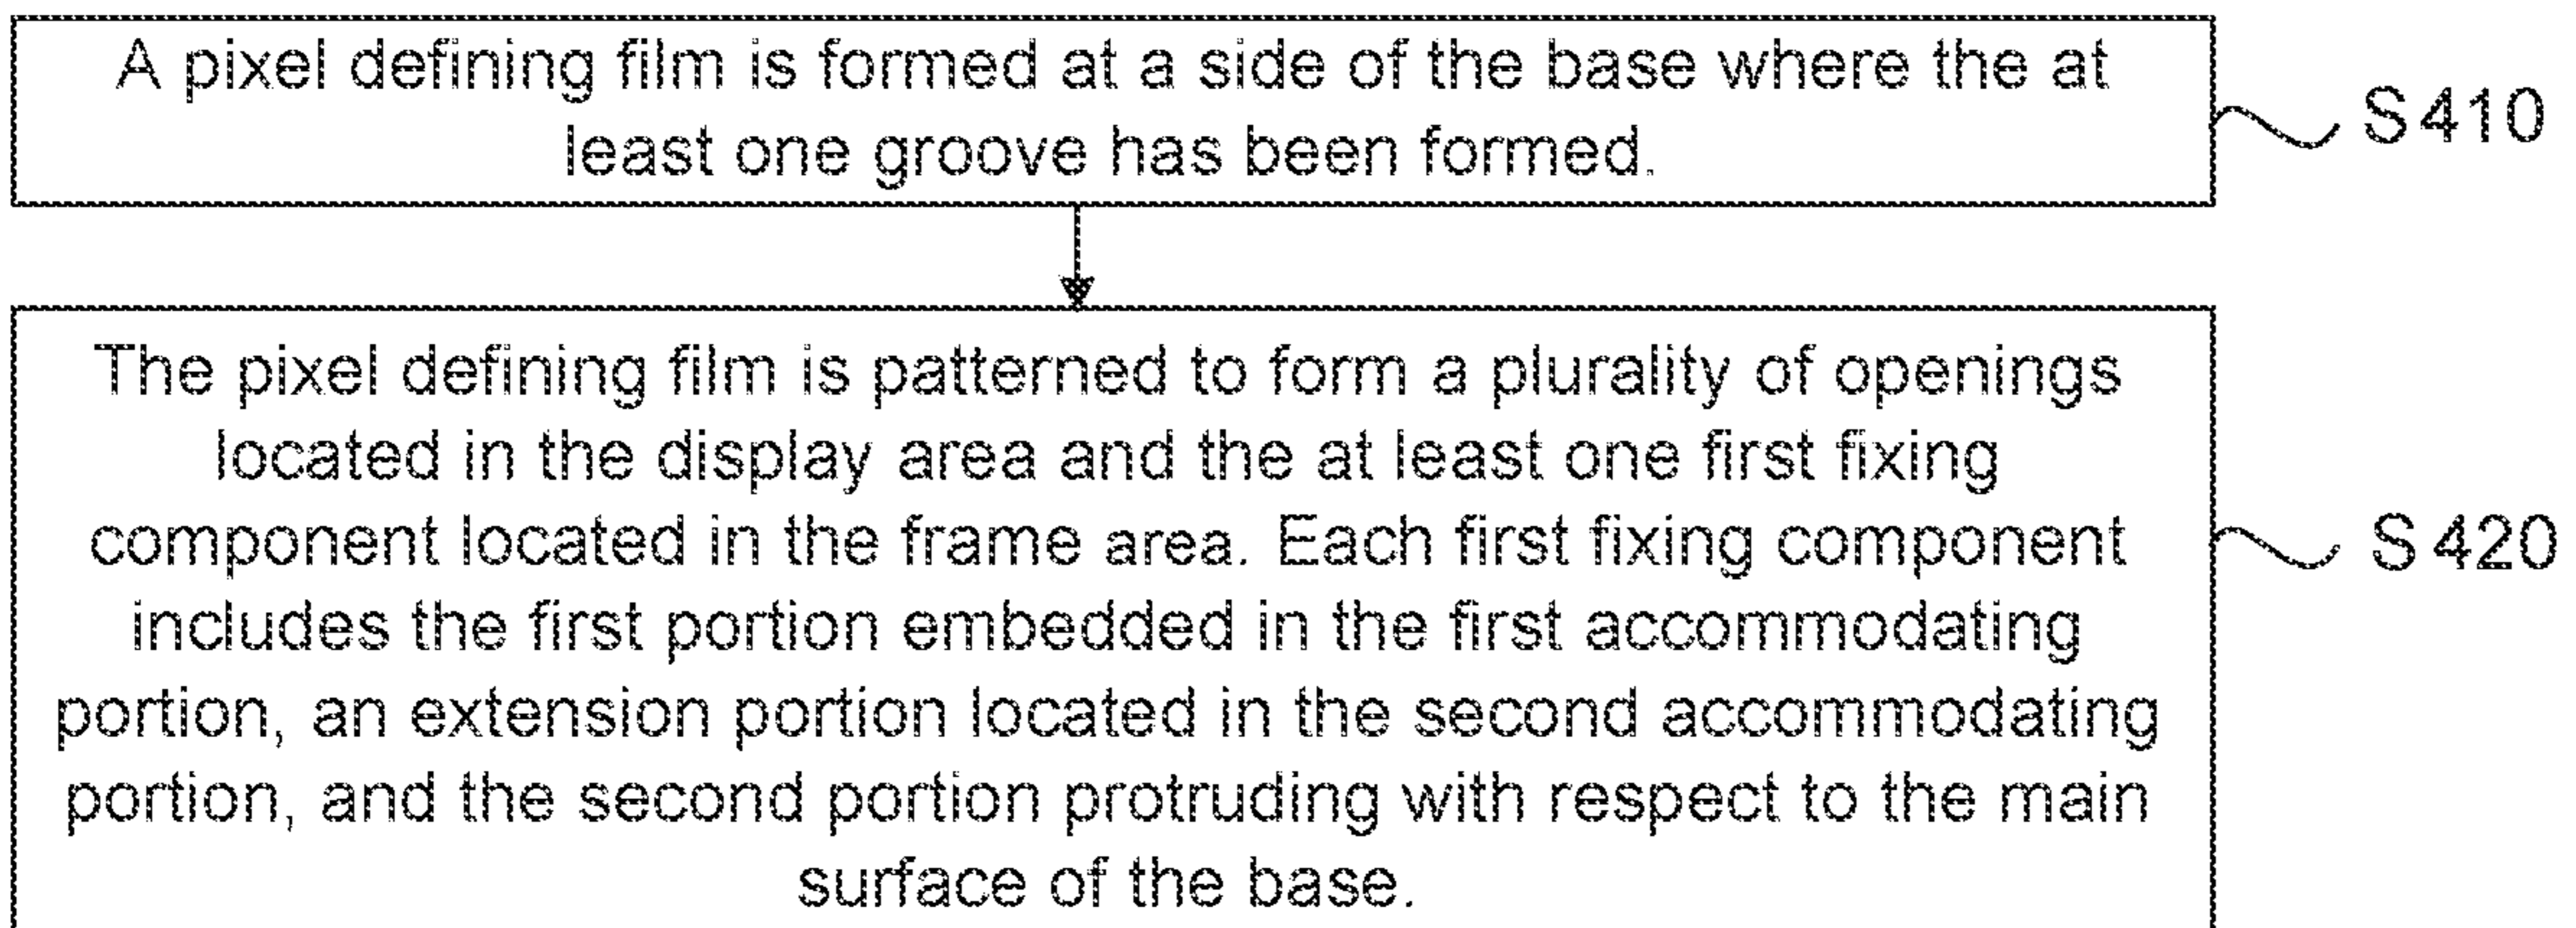 A pixel defining film is formed at a side of the base where the at
least one groove has been formed.
S410
The pixel defining film is patterned to form a plurality of openings
located in the display area and the at least one first fixing
component located in the frame area. Each first fixing component
includes the first portion embedded in the first accommodating
portion, an extension portion located in the second accommodating
portion, and the second portion protruding with respect to the main
surface of the base.
S420